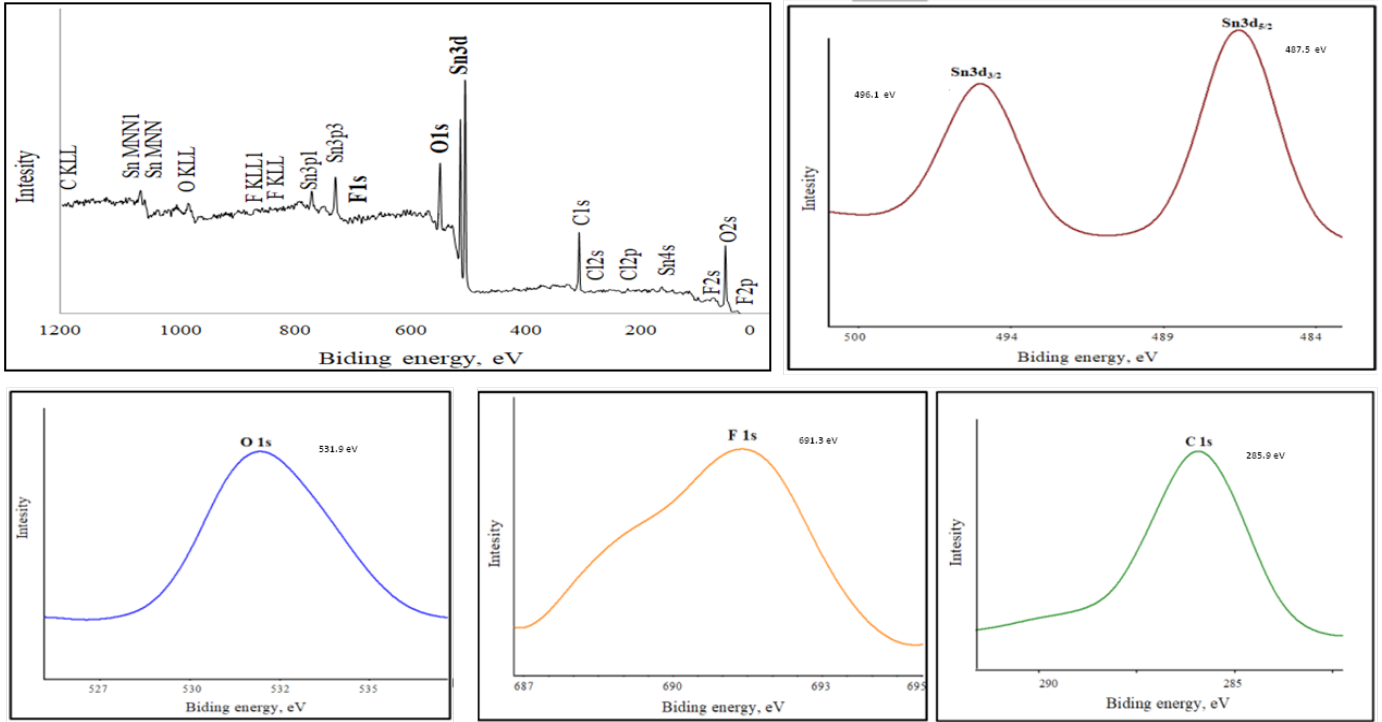 Intesity
C KLL
Sn MNN1
Sn MNN
O KLL
F KLL1
F KLL
Sn3p1
Sn3p3
F1s
O1s
Sn3d
C1s
Cl2s
Cl2p
Sn4s
F2s
O2s
F2p
1200 1000 800 600 400 200 0
Biding energy, eV
Sn3d5/2
487.5 eV
Sn3d3/2
496.1 eV
Intesity
500 494 489 484
Biding energy, eV
O 1s
531.9 eV
Intesity
527 530 532 535
Biding energy, eV
F 1s
691.3 eV
Intesity
687 690 693 695
Biding energy, eV
C 1s
285.9 eV
Intesity
290 285
Biding energy, eV